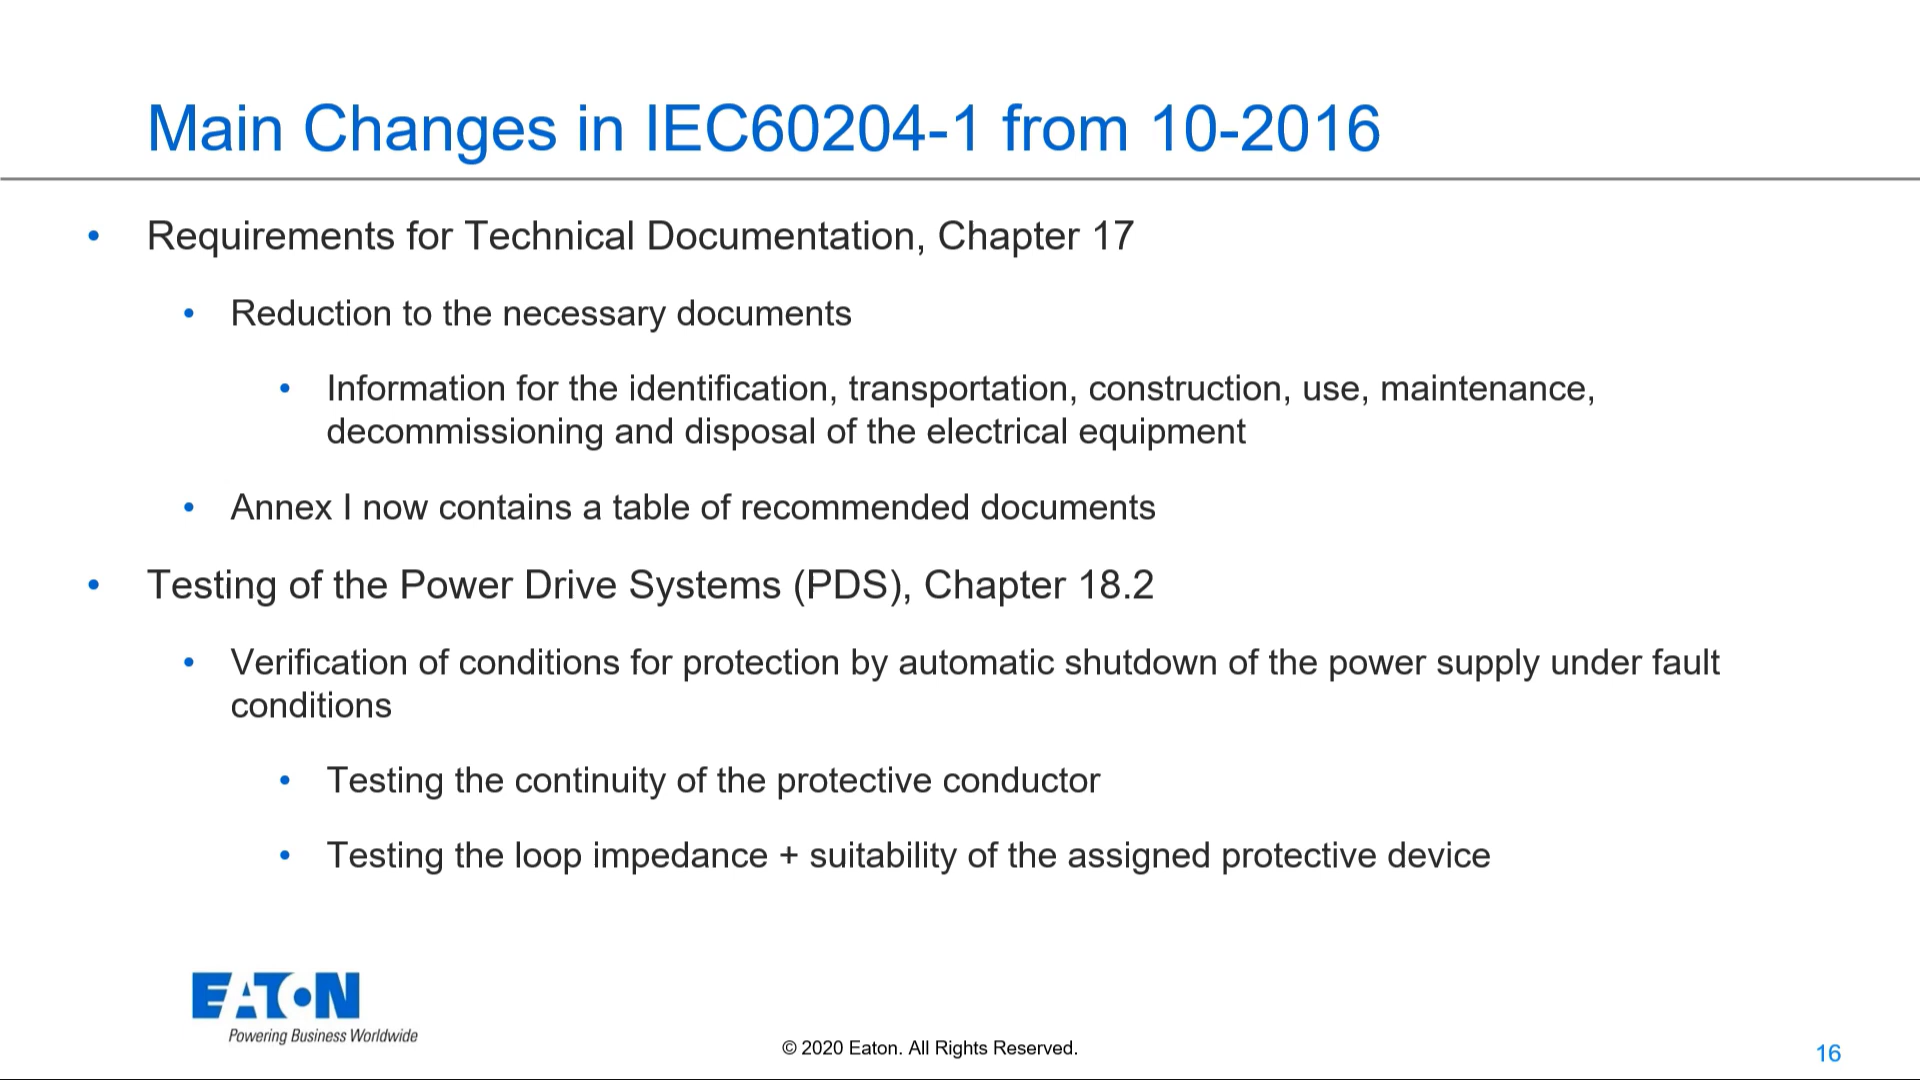 Main Changes in IEC60204-1 from 10-2016
• Requirements for Technical Documentation, Chapter 17
• Reduction to the necessary documents
• Information for the identification, transportation, construction, use, maintenance,
decommissioning and disposal of the electrical equipment
• Annex I now contains a table of recommended documents
• Testing of the Power Drive Systems (PDS), Chapter 18.2
• Verification of conditions for protection by automatic shutdown of the power supply under fault
conditions
• Testing the continuity of the protective conductor
• Testing the loop impedance + suitability of the assigned protective device
EATON
Powering Business Worldwide
© 2020 Eaton. All Rights Reserved.
16